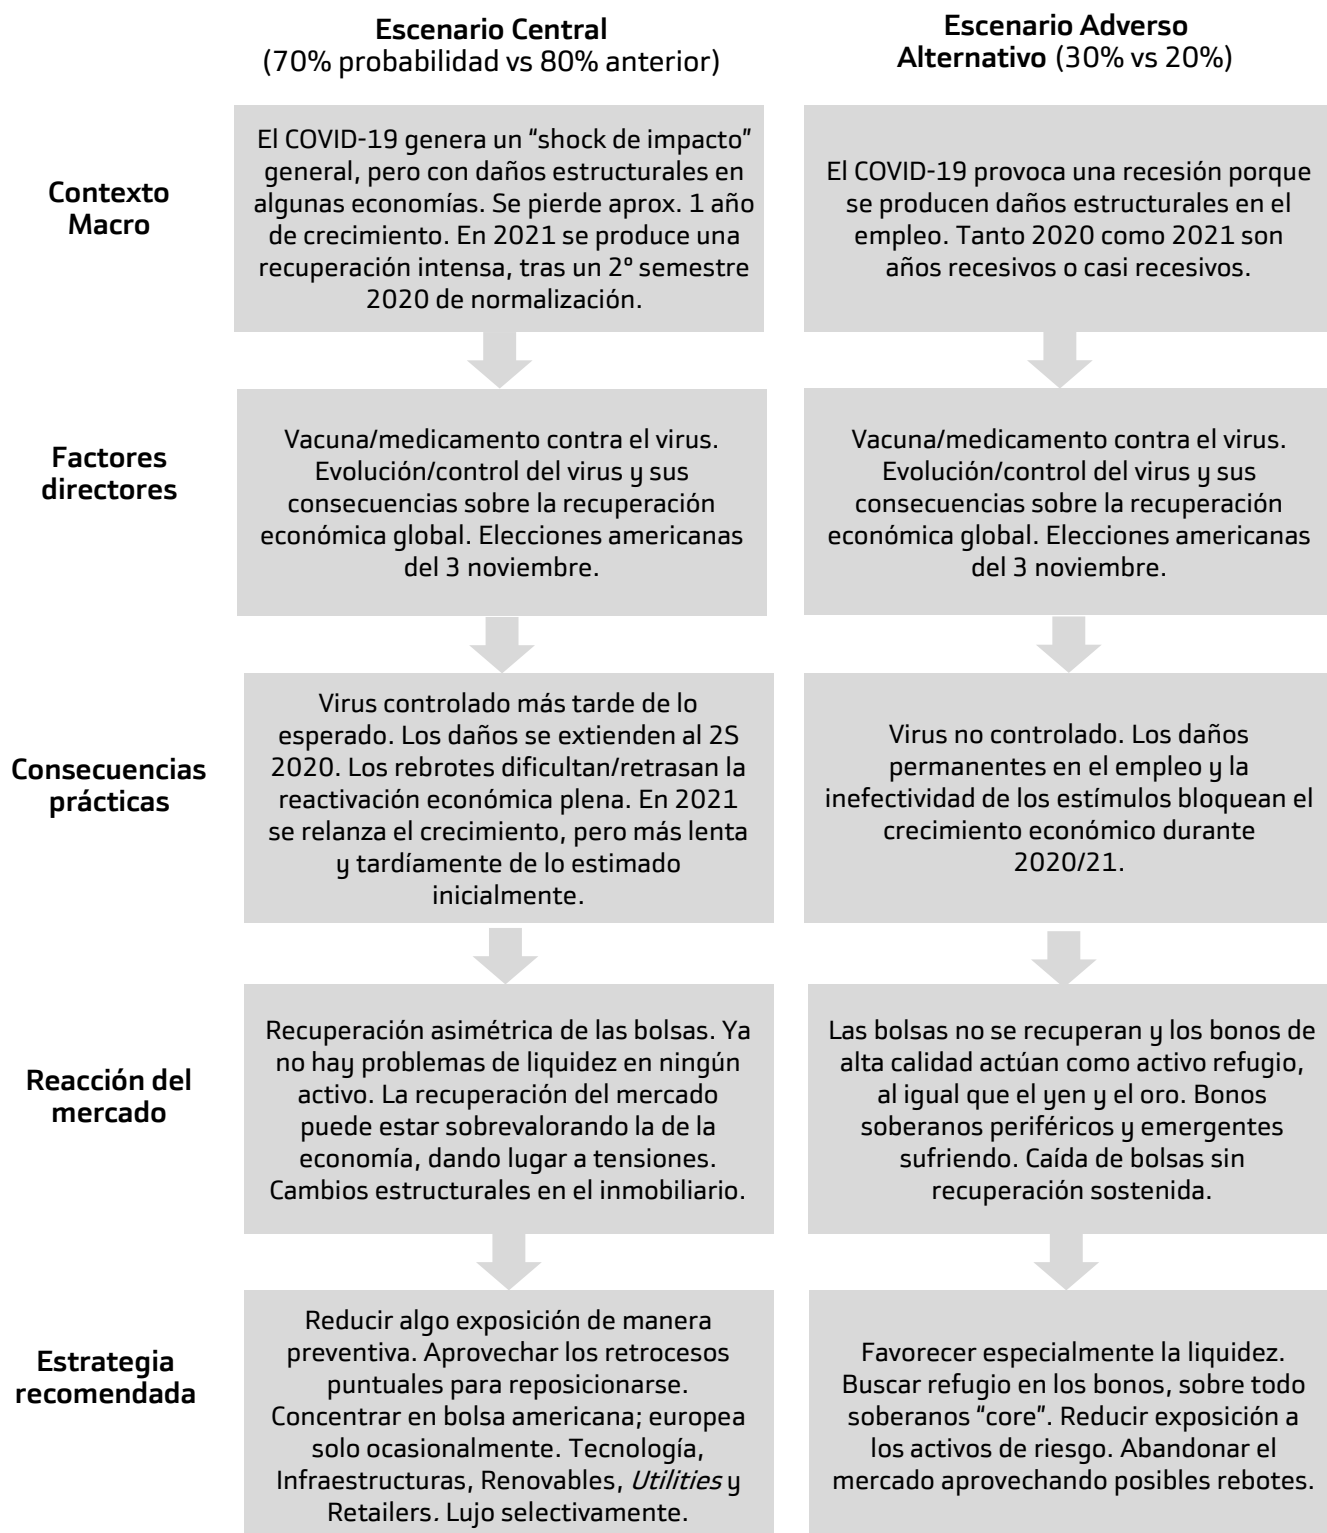 Escenario Central
(70% probabilidad vs 80% anterior)
Escenario Adverso
Alternativo (30% vs 20%)
Contexto
Macro
El COVID-19 genera un “shock de impacto”
general, pero con daños estructurales en
algunas economías. Se pierde aprox. 1 año
de crecimiento. En 2021 se produce una
recuperación intensa, tras un 2º semestre
2020 de normalización.
El COVID-19 provoca una recesión porque
se producen daños estructurales en el
empleo. Tanto 2020 como 2021 son
años recesivos o casi recesivos.
Factores
directores
Vacuna/medicamento contra el virus.
Evolución/control del virus y sus
consecuencias sobre la recuperación
económica global. Elecciones americanas
del 3 noviembre.
Vacuna/medicamento contra el virus.
Evolución/control del virus y sus
consecuencias sobre la recuperación
económica global. Elecciones americanas
del 3 noviembre.
Consecuencias
prácticas
Virus controlado más tarde de lo
esperado. Los daños se extienden al 2S
2020. Los rebrotes dificultan/retrasan la
reactivación económica plena. En 2021
se relanza el crecimiento, pero más lenta
y tardíamente de lo estimado
inicialmente.
Virus no controlado. Los daños
permanentes en el empleo y la
inefectividad de los estímulos bloquean el
crecimiento económico durante
2020/21.
Reacción del
mercado
Recuperación asimétrica de las bolsas. Ya
no hay problemas de liquidez en ningún
activo. La recuperación del mercado
puede estar sobrevalorando la de la
economía, dando lugar a tensiones.
Cambios estructurales en el inmobiliario.
Las bolsas no se recuperan y los bonos de
alta calidad actúan como activo refugio,
al igual que el yen y el oro. Bonos
soberanos periféricos y emergentes
sufriendo. Caída de bolsas sin
recuperación sostenida.
Estrategia
recomendada
Reducir algo exposición de manera
preventiva. Aprovechar los retrocesos
puntuales para reposicionarse.
Concentrar en bolsa americana; europea
solo ocasionalmente. Tecnología,
Infraestructuras, Renovables, Utilities y
Retailers. Lujo selectivamente.
Favorecer especialmente la liquidez.
Buscar refugio en los bonos, sobre todo
soberanos “core”. Reducir exposición a
los activos de riesgo. Abandonar el
mercado aprovechando posibles rebotes.